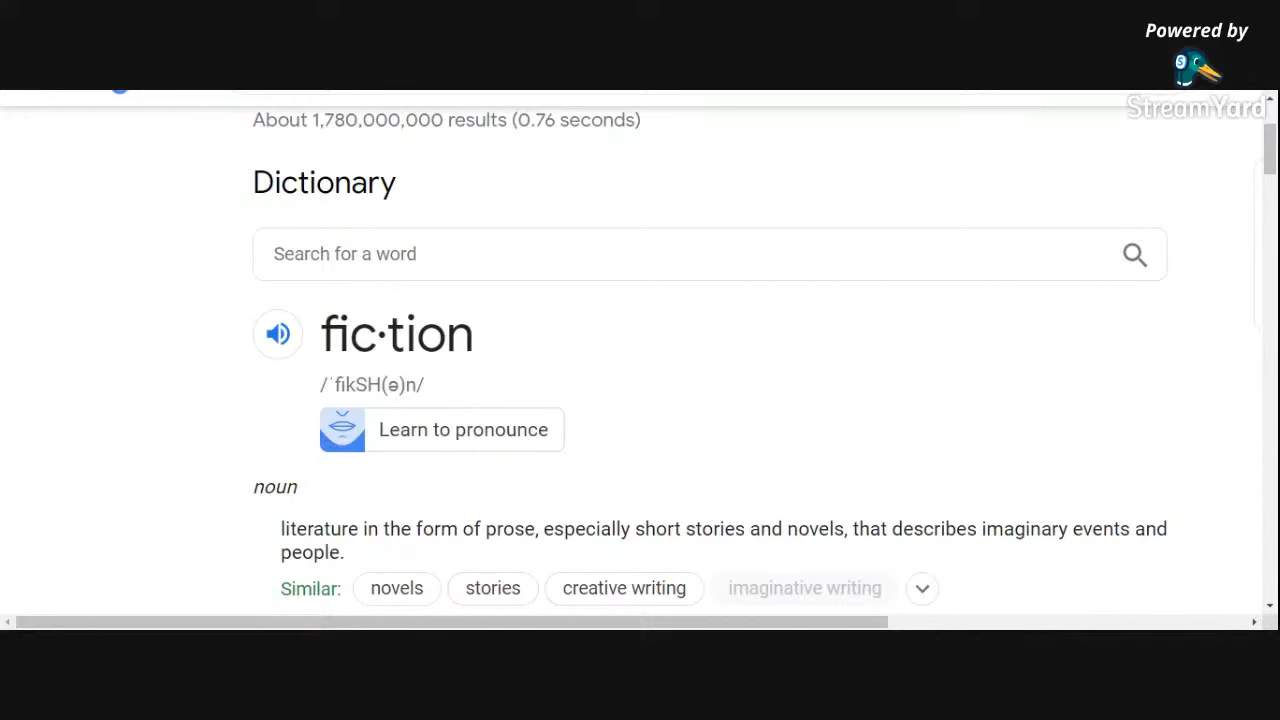 Powered by
StreamYard
About 1,780,000,000 results (0.76 seconds)
Dictionary
Search for a word
fic·tion
/ˈfikSH(ə)n/
Learn to pronounce
noun
literature in the form of prose, especially short stories and novels, that describes imaginary events and
people.
Similar: novels stories creative writing imaginative writing